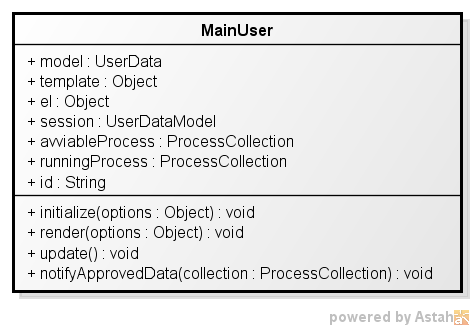 MainUser
+ model : UserData
+ template : Object
+ el : Object
+ session : UserDataModel
+ avviableProcess : ProcessCollection
+ runningProcess : ProcessCollection
+ id : String
+ initialize(options : Object) : void
+ render(options : Object) : void
+ update() : void
+ notifyApprovedData(collection : ProcessCollection) : void
powered by Astah